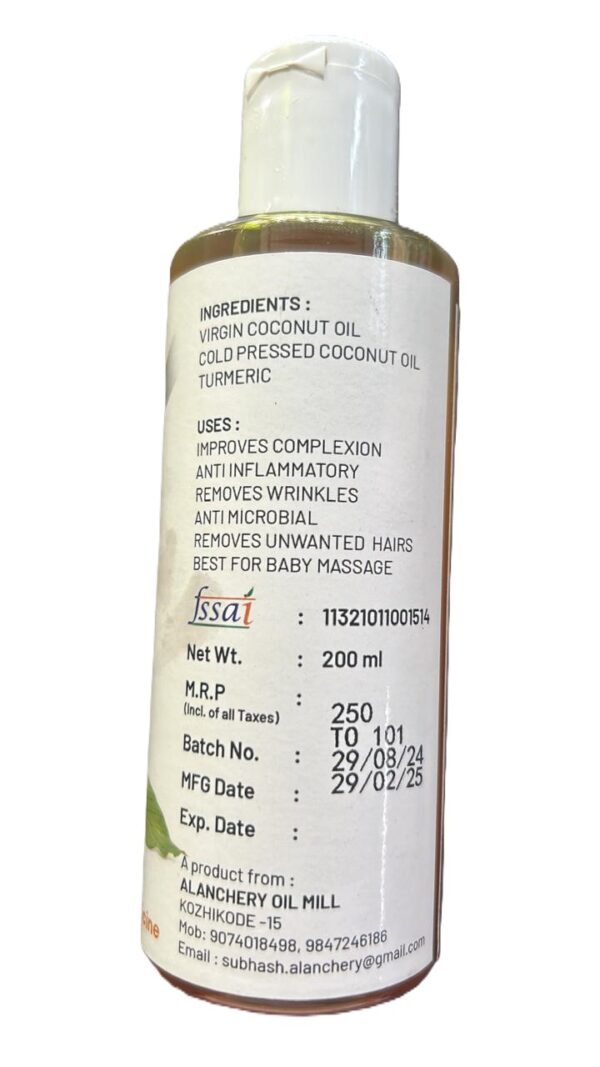 INGREDIENTS :
VIRGIN COCONUT OIL
COLD PRESSED COCONUT OIL
TURMERIC
USES :
IMPROVES COMPLEXION
ANTI INFLAMMATORY
REMOVES WRINKLES
ANTI MICROBIAL
REMOVES UNWANTED HAIRS
BEST FOR BABY MASSAGE
fssai : 11321011001514
Net Wt. : 200 ml
M.R.P :
(Incl. of all Taxes) 250
Batch No. : TO 101
MFG Date : 29/08/24
Exp. Date : 29/02/25
A product from :
ALANCHERY OIL MILL
KOZHIKODE -15
Mob: 9074018498, 9847246186
Email : subhash.alanchery@gmail.com